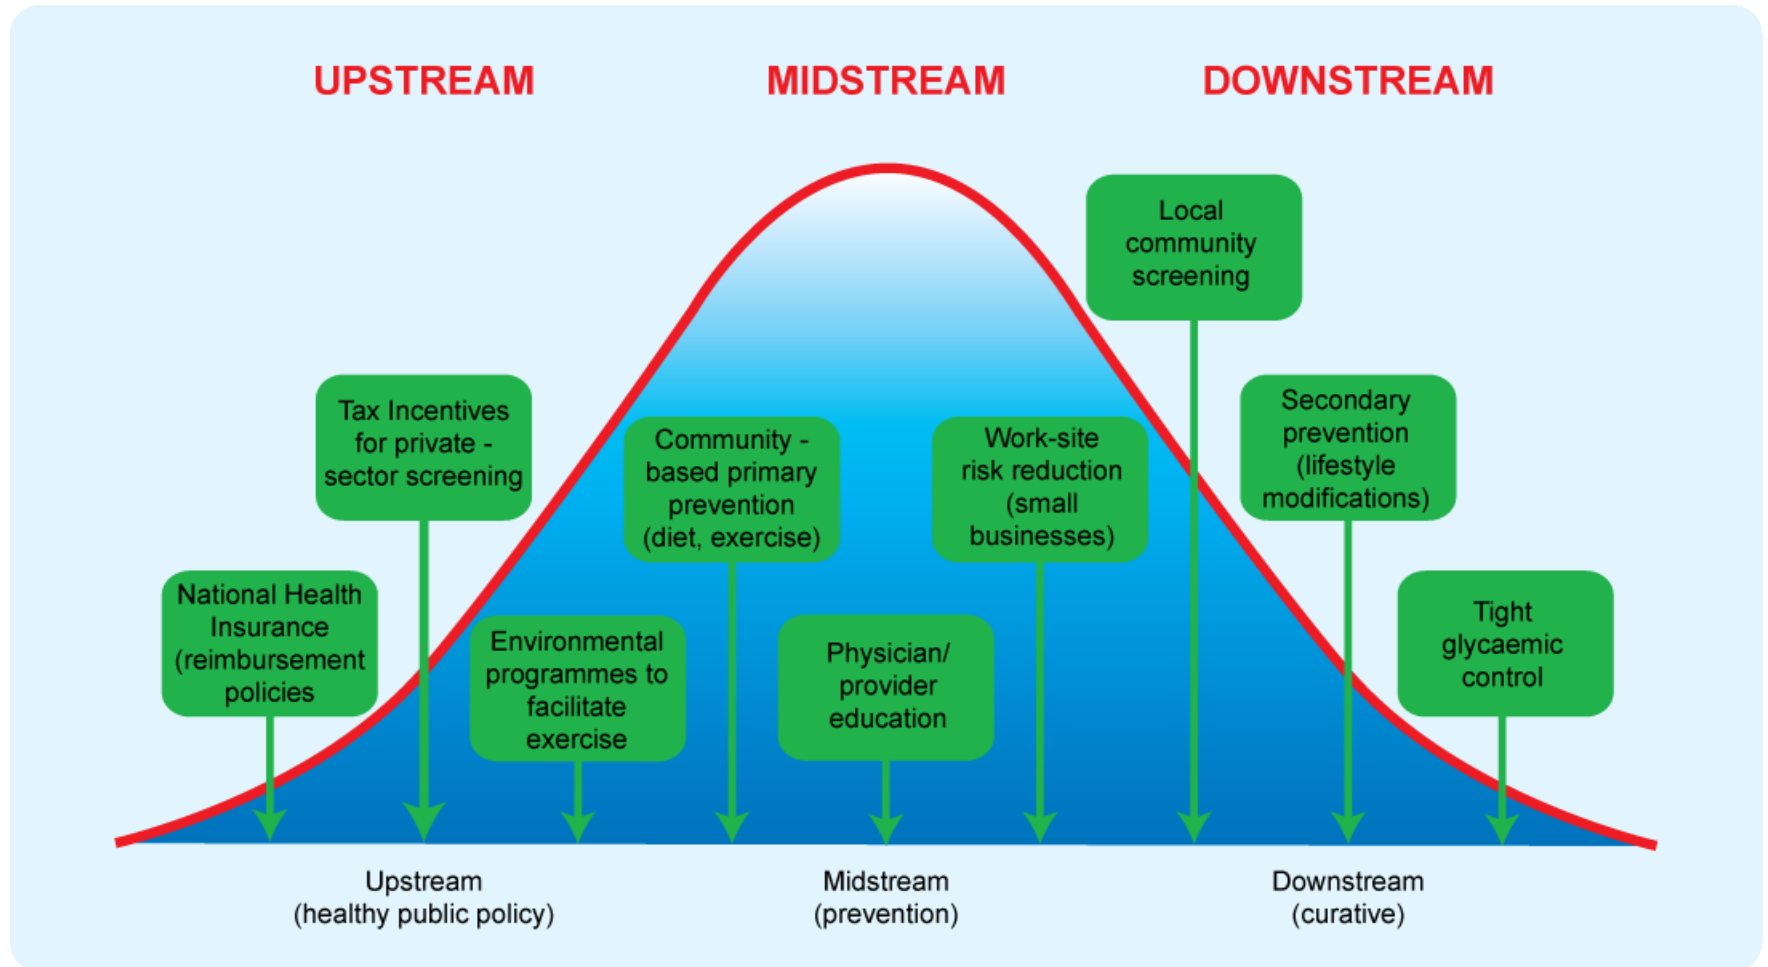 UPSTREAM
MIDSTREAM
DOWNSTREAM
Local
community
screening
Tax Incentives
for private -
sector screening
Secondary
prevention
(lifestyle
modifications)
Community -
based primary
prevention
(diet, exercise)
Work-site
risk reduction
(small
businesses)
National Health
Insurance
(reimbursement
policies
Environmental
programmes to
facilitate
exercise
Physician/
provider
education
Tight
glycaemic
control
Upstream
(healthy public policy)
Midstream
(prevention)
Downstream
(curative)